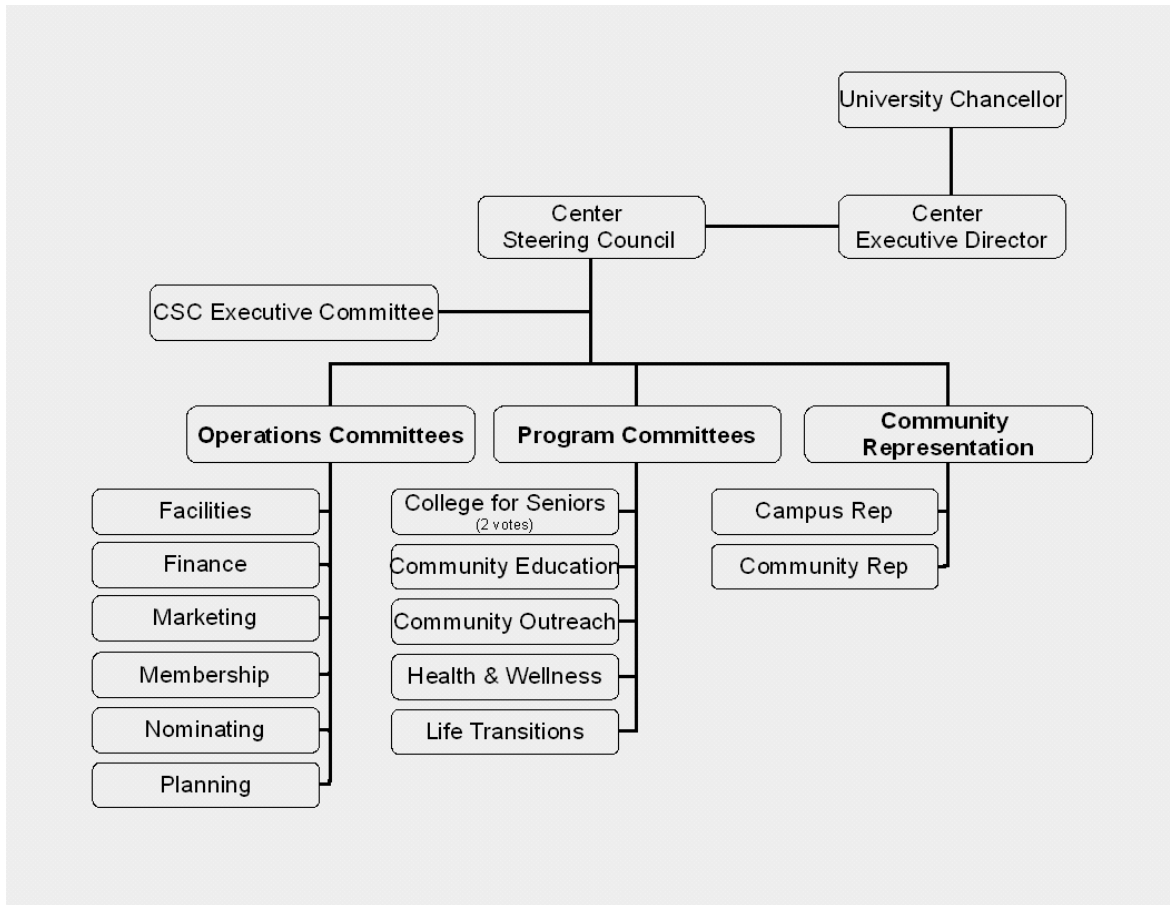 University Chancellor
Center
Steering Council
Center
Executive Director
CSC Executive Committee
Operations Committees
Program Committees
Community
Representation
Facilities
Finance
Marketing
Membership
Nominating
Planning
College for Seniors
(2 votes)
Community Education
Community Outreach
Health & Wellness
Life Transitions
Campus Rep
Community Rep